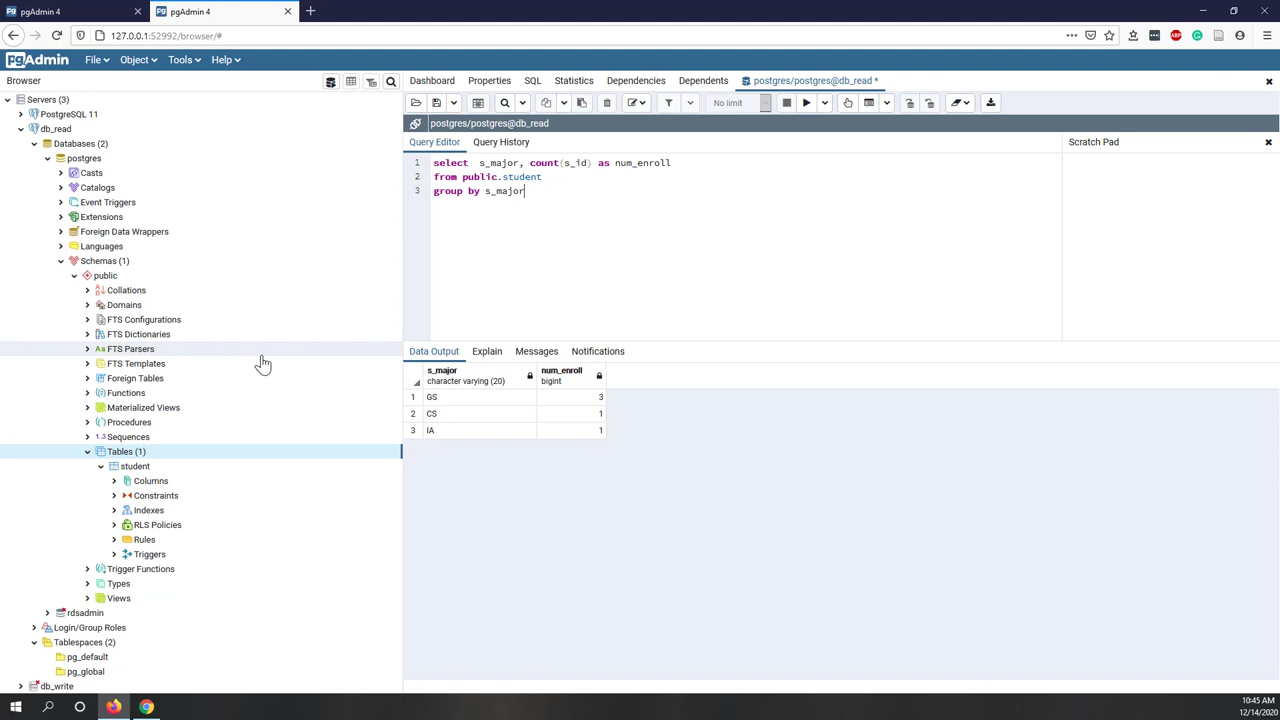 pgAdmin 4
pgAdmin 4
127.0.0.1:52992/browser/#
pgAdmin File Object Tools Help
Browser
Dashboard Properties SQL Statistics Dependencies Dependents postgres/postgres@db_read *
No limit
postgres/postgres@db_read
Query Editor Query History
Scratch Pad
1 select s_major, count(s_id) as num_enroll
2 from public.student
3 group by s_major
Data Output Explain Messages Notifications
s_major
character varying (20)
num_enroll
bigint
1 GS 3
2 CS 1
3 IA 1
Servers (3)
PostgreSQL 11
db_read
Databases (2)
postgres
Casts
Catalogs
Event Triggers
Extensions
Foreign Data Wrappers
Languages
Schemas (1)
public
Collations
Domains
FTS Configurations
FTS Dictionaries
FTS Parsers
FTS Templates
Foreign Tables
Functions
Materialized Views
Procedures
1..3 Sequences
Tables (1)
student
Columns
Constraints
Indexes
RLS Policies
Rules
Triggers
Trigger Functions
Types
Views
rdsadmin
Login/Group Roles
Tablespaces (2)
pg_default
pg_global
db_write
10:45 AM
12/14/2020